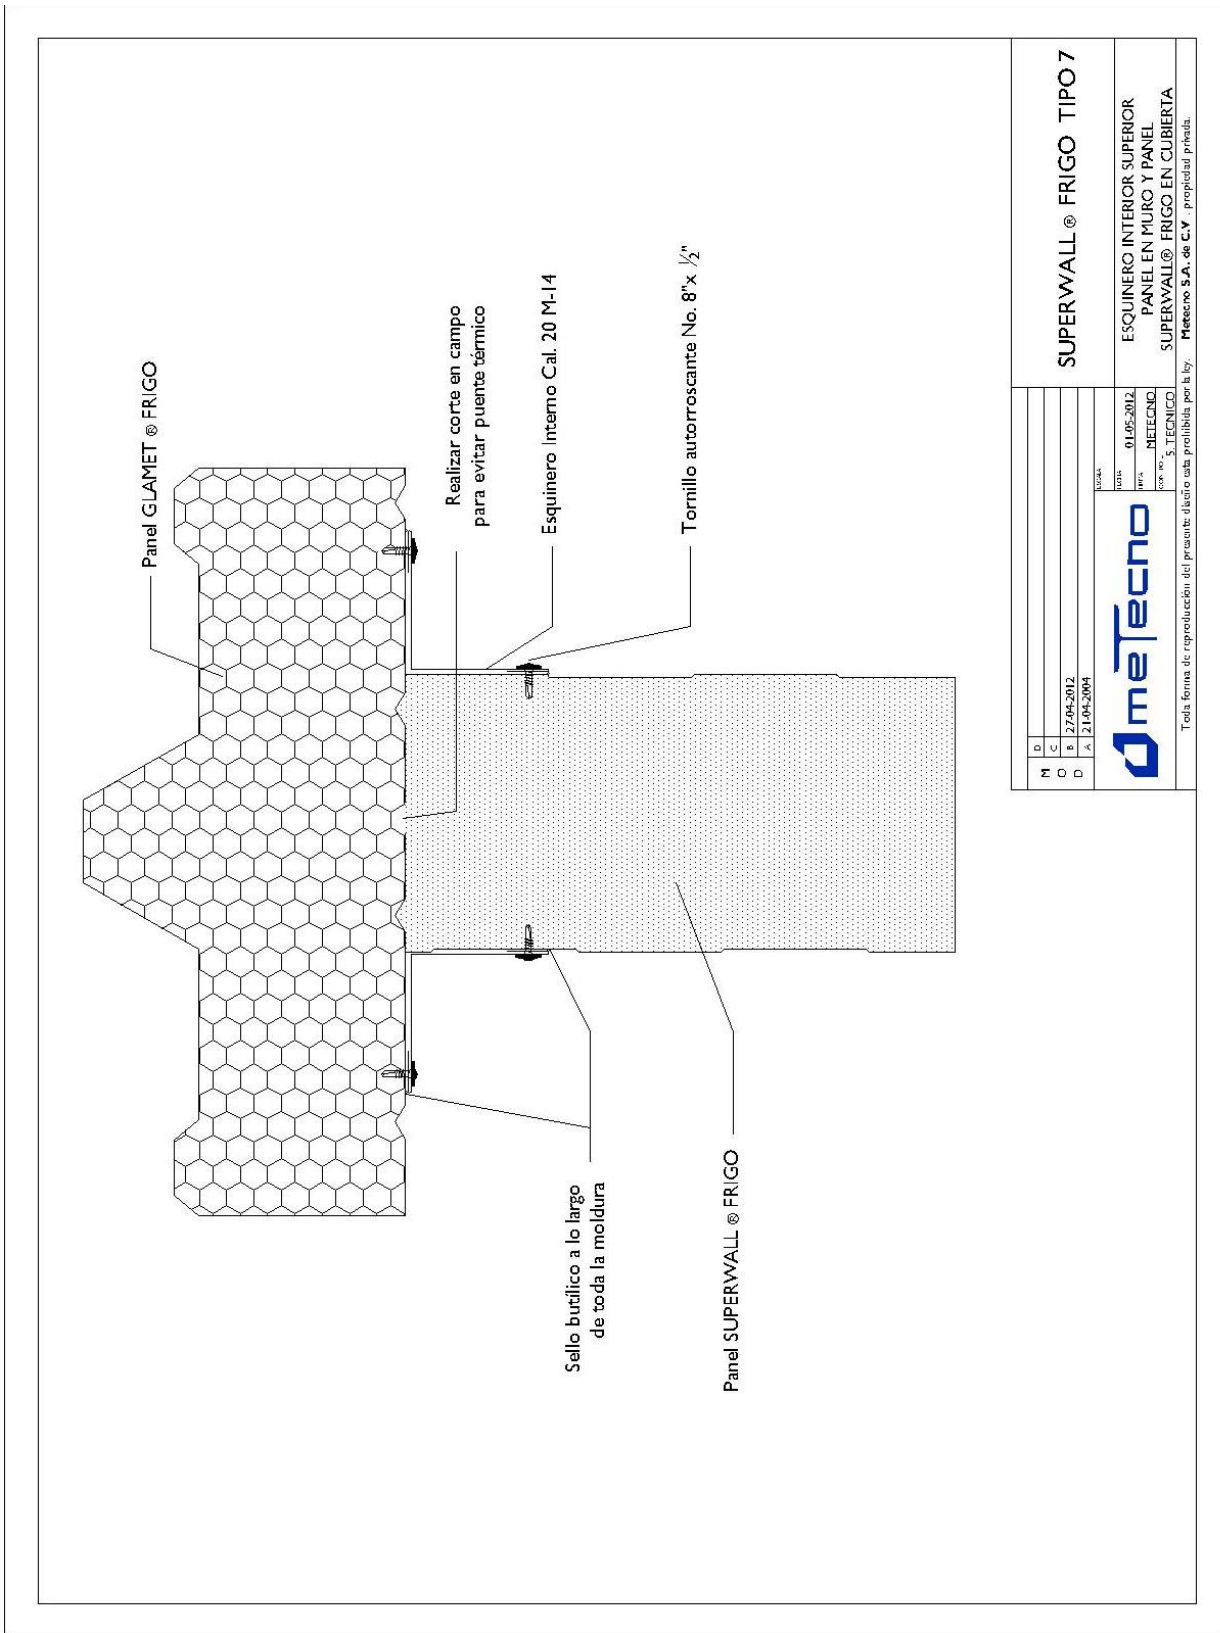 Panel GLAMET ® FRIGO
Realizar corte en campo
para evitar puente térmico
Esquinero Interno Cal. 20 M-14
Tornillo autorroscante No. 8"x ½"
Sello butílico a lo largo
de toda la moldura
Panel SUPERWALL ® FRIGO
M
O
D
D
C
B 27-04-2012
A 21-04-2004
SUPERWALL ® FRIGO TIPO 7
meTecno
ESCALA
FECHA 01-05-2012
METECNO
S. TECNICO
ESQUINERO INTERIOR SUPERIOR
PANEL EN MURO Y PANEL
SUPERWALL® FRIGO EN CUBIERTA
Toda forma de reproducción del presente diseño esta prohibida por la ley. Metecno S.A. de C.V. propiedad privada.